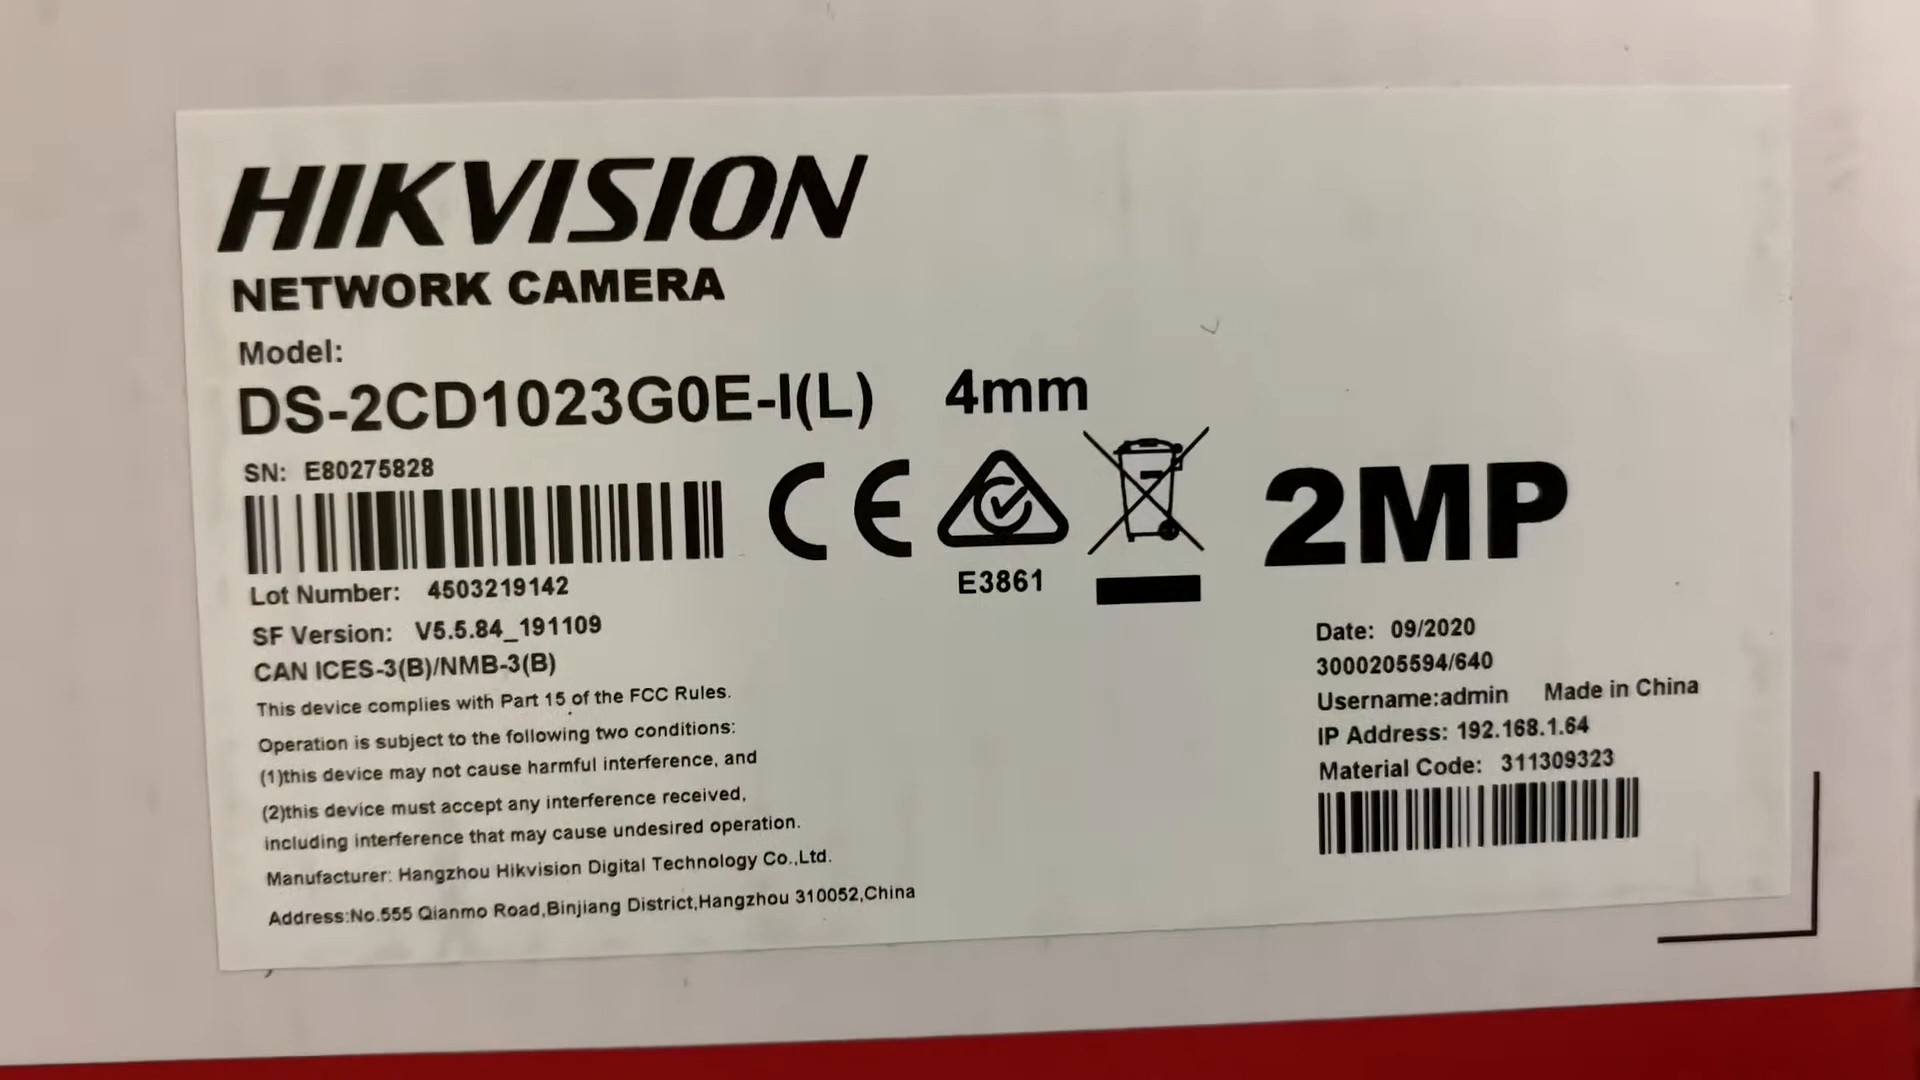 HIKVISION
NETWORK CAMERA
Model:
DS-2CD1023G0E-I(L) 4mm
SN: E80275828
CE
E3861
2MP
Lot Number: 4503219142
SF Version: V5.5.84_191109
CAN ICES-3(B)/NMB-3(B)
This device complies with Part 15 of the FCC Rules.
Operation is subject to the following two conditions:
(1)this device may not cause harmful interference, and
(2)this device must accept any interference received,
including interference that may cause undesired operation.
Manufacturer: Hangzhou Hikvision Digital Technology Co.,Ltd.
Address:No.555 Qianmo Road,Binjiang District,Hangzhou 310052,China
Date: 09/2020
3000205594/640
Username:admin Made in China
IP Address: 192.168.1.64
Material Code: 311309323